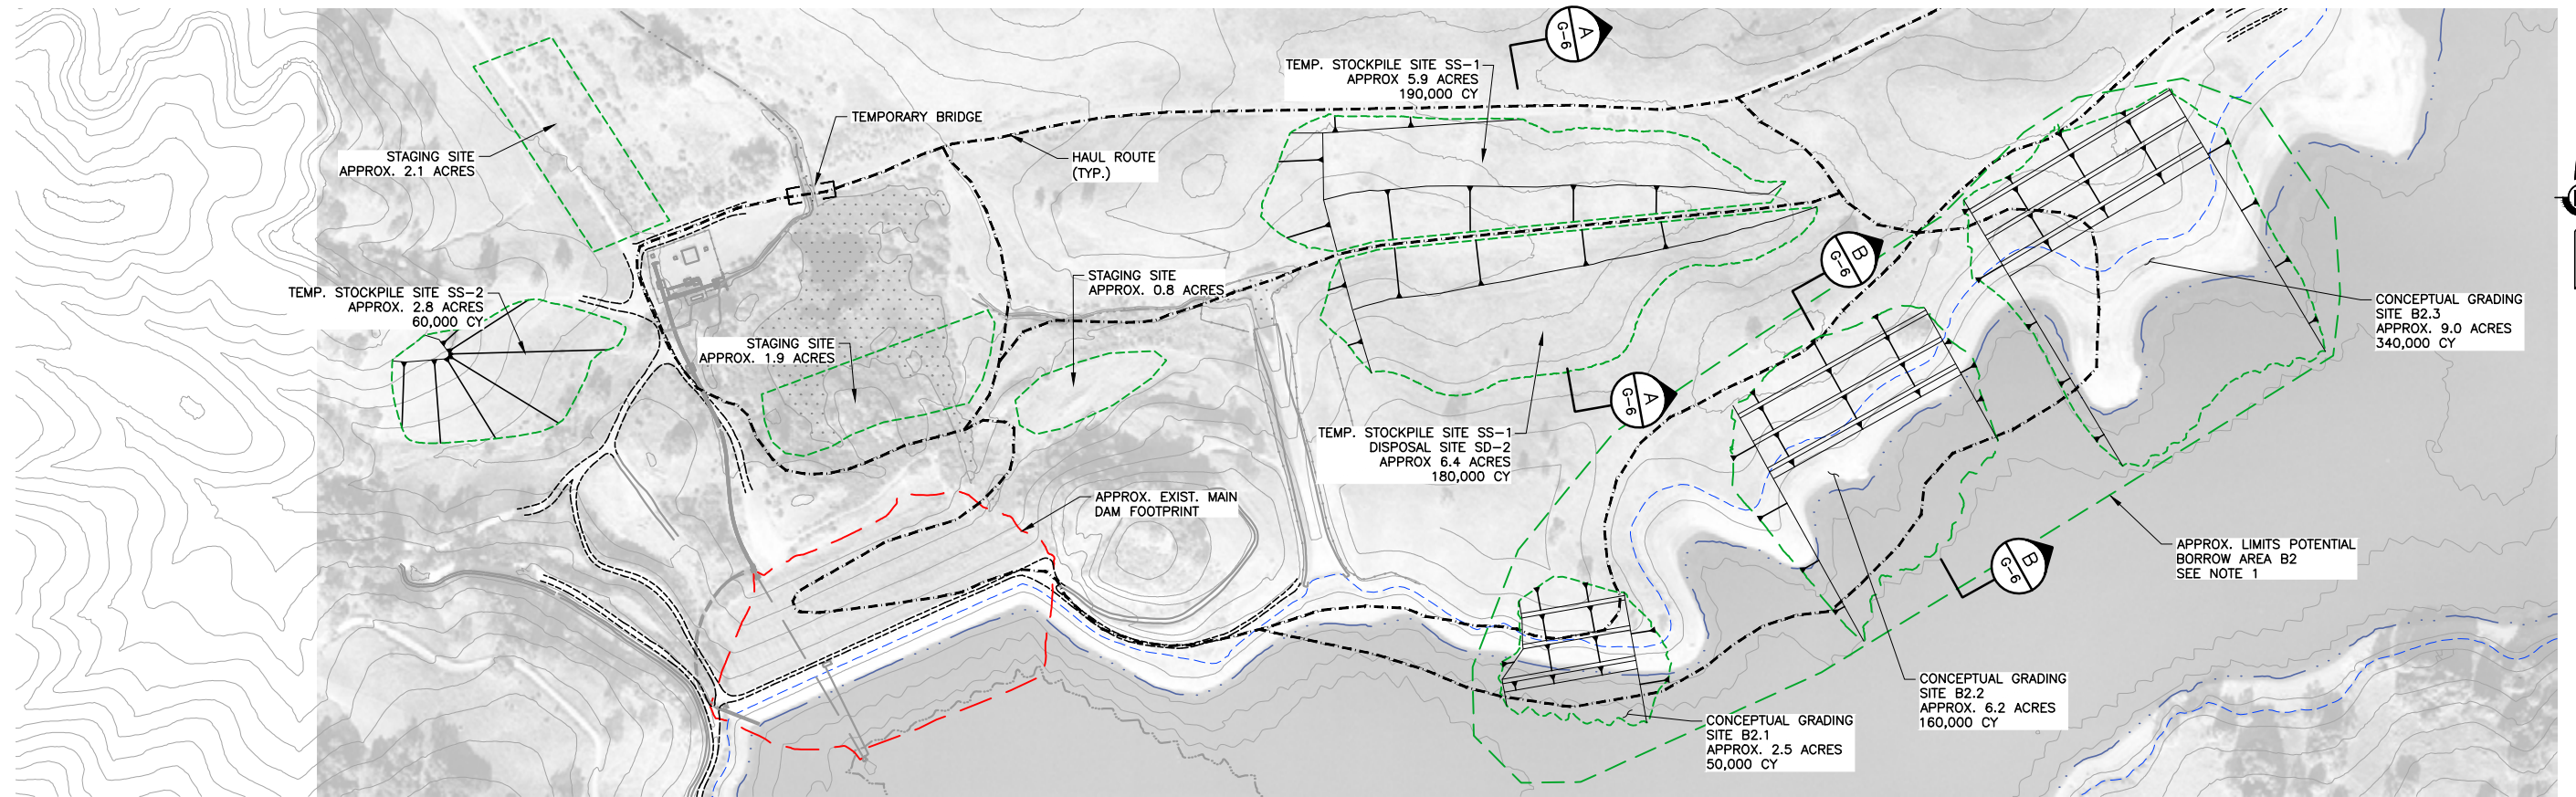 A
G-6
TEMP. STOCKPILE SITE SS-1
APPROX 5.9 ACRES
190,000 CY
TEMPORARY BRIDGE
STAGING SITE
APPROX. 2.1 ACRES
HAUL ROUTE
(TYP.)
B
G-6
STAGING SITE
APPROX. 0.8 ACRES
TEMP. STOCKPILE SITE SS-2
APPROX. 2.8 ACRES
60,000 CY
CONCEPTUAL GRADING
SITE B2.3
APPROX. 9.0 ACRES
340,000 CY
STAGING SITE
APPROX. 1.9 ACRES
A
G-6
TEMP. STOCKPILE SITE SS-1
DISPOSAL SITE SD-2
APPROX 6.4 ACRES
180,000 CY
APPROX. EXIST. MAIN
DAM FOOTPRINT
APPROX. LIMITS POTENTIAL
BORROW AREA B2
SEE NOTE 1
B
G-6
CONCEPTUAL GRADING
SITE B2.2
APPROX. 6.2 ACRES
160,000 CY
CONCEPTUAL GRADING
SITE B2.1
APPROX. 2.5 ACRES
50,000 CY